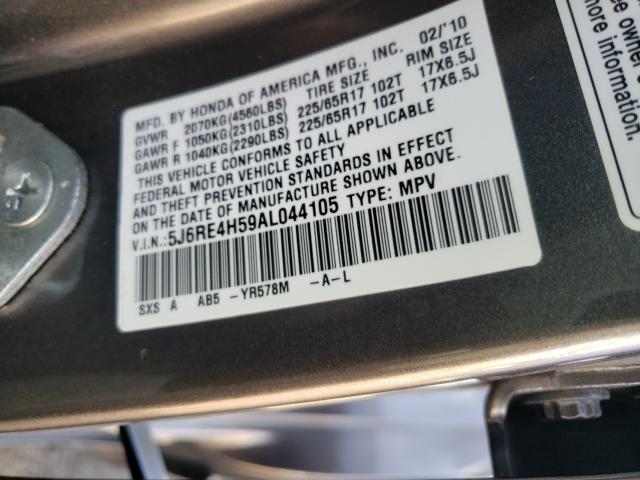 MFD. BY HONDA OF AMERICA MFG., INC. 02/'10
GVWR 2070KG(4560LBS) TIRE SIZE RIM SIZE
GAWR F 1050KG(2310LBS) 225/65R17 102T 17X6.5J
GAWR R 1040KG(2290LBS) 225/65R17 102T 17X6.5J
THIS VEHICLE CONFORMS TO ALL APPLICABLE
FEDERAL MOTOR VEHICLE SAFETY
AND THEFT PREVENTION STANDARDS IN EFFECT
ON THE DATE OF MANUFACTURE SHOWN ABOVE.
V.I.N.:5J6RE4H59AL044105 TYPE: MPV
SXS A AB5 -YR578M -A-L
See Owner's
more information.